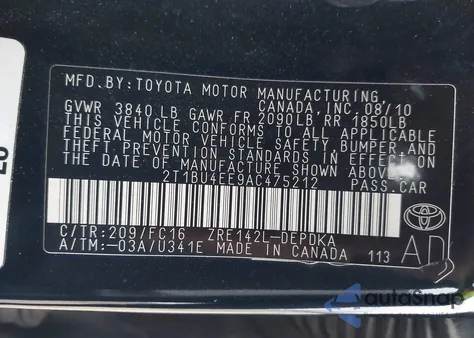 MFD.BY:TOYOTA MOTOR MANUFACTURING
CANADA,INC. 08/10
GVWR 3840LB GAWR FR 2090LB RR 1850LB
THIS VEHICLE CONFORMS TO ALL APPLICABLE
FEDERAL MOTOR VEHICLE SAFETY,BUMPER,AND
THEFT PREVENTION STANDARDS IN EFFECT ON
THE DATE OF MANUFACTURE SHOWN ABOVE.
2T1BU4EE9AC475212 PASS.CAR
C/TR:209/FC16 ZRE142L-DEPDKA
A/TM:-03A/U341E MADE IN CANADA 113
AD
autoSnap